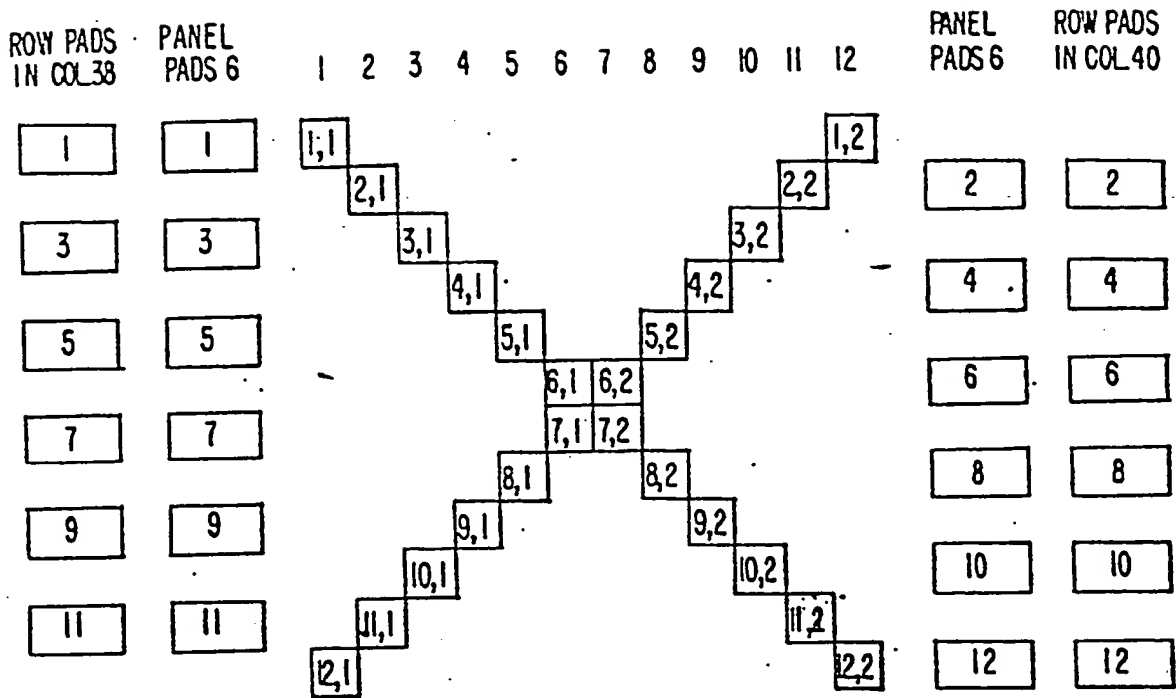 ROW PADS IN COL.38
PANEL PADS 6
1 2 3 4 5 6 7 8 9 10 11 12
PANEL PADS 6
ROW PADS IN COL.40
1 1 1,1 1,2
2,1 2,2 2 2
3 3 3,1 3,2
4,1 4,2 4 4
5 5 5,1 5,2
6,1 6,2 6 6
7 7 7,1 7,2
8,1 8,2 8 8
9 9 9,1 9,2
10,1 10,2 10 10
11 11 11,1 11,2
12,1 12,2 12 12